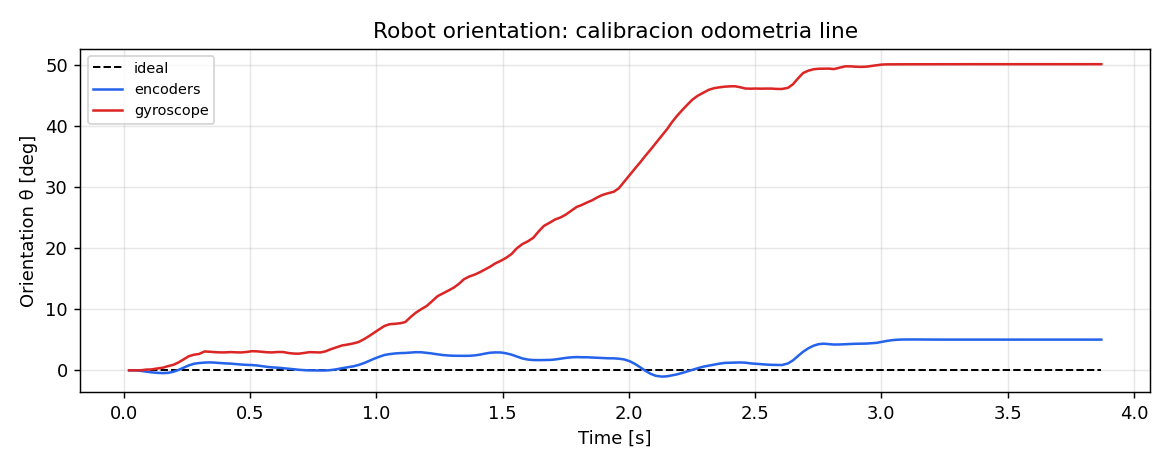 Robot orientation: calibracion odometria line
ideal
encoders
gyroscope
Orientation θ [deg]
50
40
30
20
10
0
0.0 0.5 1.0 1.5 2.0 2.5 3.0 3.5 4.0
Time [s]